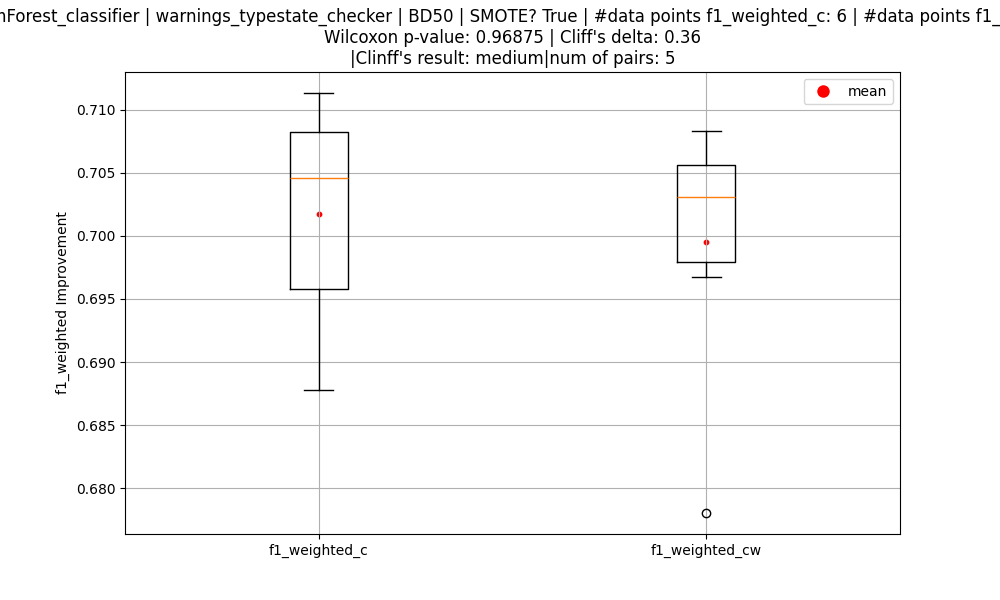 nForest_classifier | warnings_typestate_checker | BD50 | SMOTE? True | #data points f1_weighted_c: 6 | #data points f1_
Wilcoxon p-value: 0.96875 | Cliff's delta: 0.36
|Clinff's result: medium|num of pairs: 5
mean
0.710
0.705
0.700
0.695
0.690
0.685
0.680
f1_weighted Improvement
f1_weighted_c
f1_weighted_cw